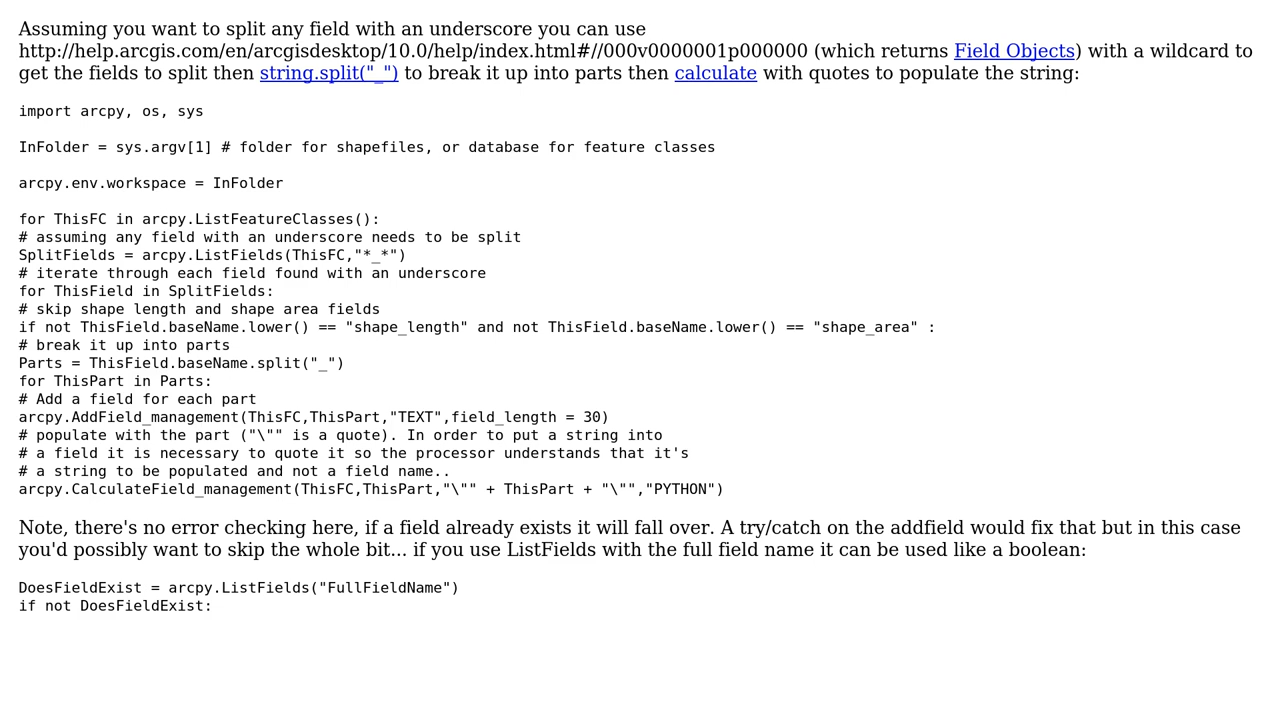 Assuming you want to split any field with an underscore you can use
http://help.arcgis.com/en/arcgisdesktop/10.0/help/index.html#//000v0000001p000000 (which returns Field Objects) with a wildcard to
get the fields to split then string.split("_") to break it up into parts then calculate with quotes to populate the string:
import arcpy, os, sys
InFolder = sys.argv[1] # folder for shapefiles, or database for feature classes
arcpy.env.workspace = InFolder
for ThisFC in arcpy.ListFeatureClasses():
# assuming any field with an underscore needs to be split
SplitFields = arcpy.ListFields(ThisFC,"*_*")
# iterate through each field found with an underscore
for ThisField in SplitFields:
# skip shape length and shape area fields
if not ThisField.baseName.lower() == "shape_length" and not ThisField.baseName.lower() == "shape_area" :
# break it up into parts
Parts = ThisField.baseName.split("_")
for ThisPart in Parts:
# Add a field for each part
arcpy.AddField_management(ThisFC,ThisPart,"TEXT",field_length = 30)
# populate with the part ("\"" is a quote). In order to put a string into
# a field it is necessary to quote it so the processor understands that it's
# a string to be populated and not a field name..
arcpy.CalculateField_management(ThisFC,ThisPart,"\"" + ThisPart + "\"","PYTHON")
Note, there's no error checking here, if a field already exists it will fall over. A try/catch on the addfield would fix that but in this case
you'd possibly want to skip the whole bit... if you use ListFields with the full field name it can be used like a boolean:
DoesFieldExist = arcpy.ListFields("FullFieldName")
if not DoesFieldExist: